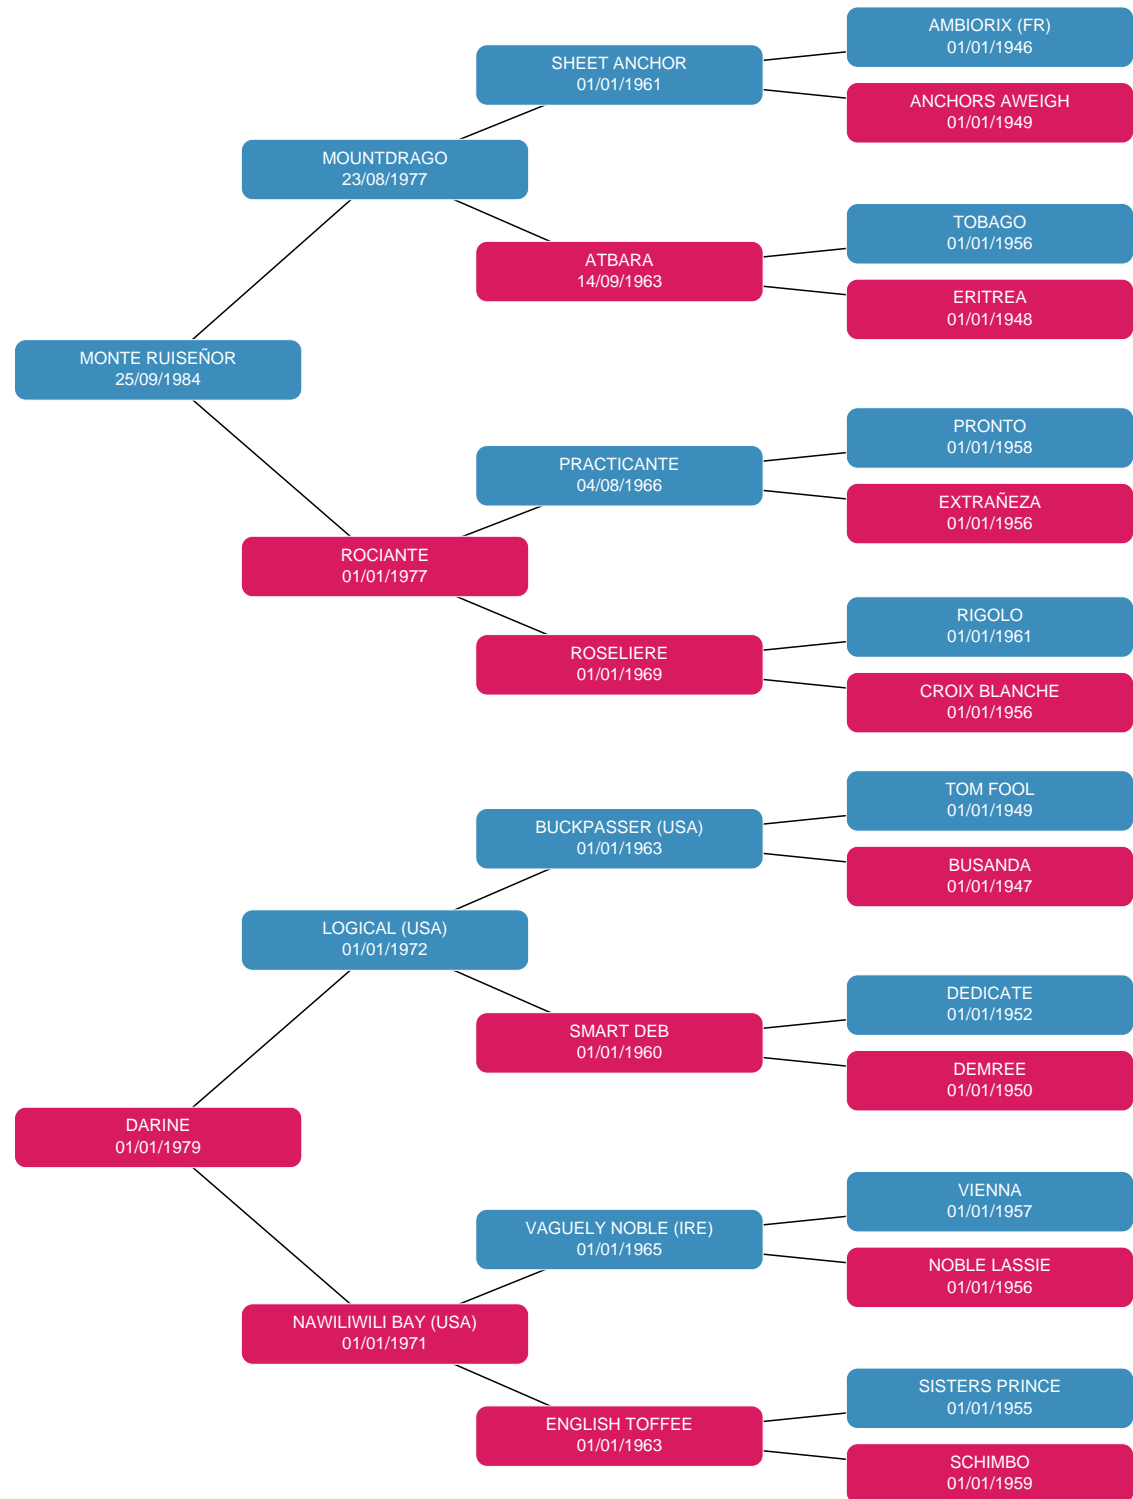 AMBIORIX (FR)
01/01/1946
SHEET ANCHOR
01/01/1961
ANCHORS AWEIGH
01/01/1949
MOUNTDRAGO
23/08/1977
TOBAGO
01/01/1956
ATBARA
14/09/1963
ERITREA
01/01/1948
MONTE RUISEÑOR
25/09/1984
PRONTO
01/01/1958
PRACTICANTE
04/08/1966
EXTRAÑEZA
01/01/1956
ROCIANTE
01/01/1977
RIGOLO
01/01/1961
ROSELIERE
01/01/1969
CROIX BLANCHE
01/01/1956
TOM FOOL
01/01/1949
BUCKPASSER (USA)
01/01/1963
BUSANDA
01/01/1947
LOGICAL (USA)
01/01/1972
DEDICATE
01/01/1952
SMART DEB
01/01/1960
DEMREE
01/01/1950
DARINE
01/01/1979
VIENNA
01/01/1957
VAGUELY NOBLE (IRE)
01/01/1965
NOBLE LASSIE
01/01/1956
NAWILIWILI BAY (USA)
01/01/1971
SISTERS PRINCE
01/01/1955
ENGLISH TOFFEE
01/01/1963
SCHIMBO
01/01/1959